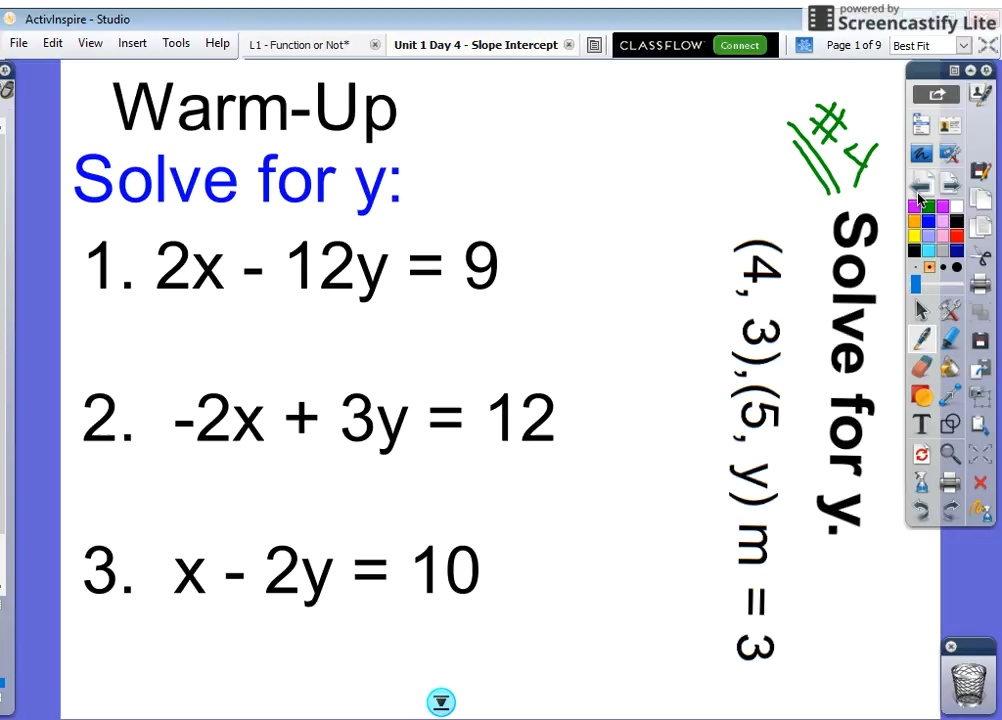 ActivInspire - Studio
powered by
Screencastify Lite
File Edit View Insert Tools Help
L1 - Function or Not*
Unit 1 Day 4 - Slope Intercept
CLASSFLOW Connect
Page 1 of 9
Best Fit
Warm-Up
Solve for y:
1. 2x - 12y = 9
2. -2x + 3y = 12
3. x - 2y = 10
#4
Solve for y.
(4, 3),(5, y) m = 3